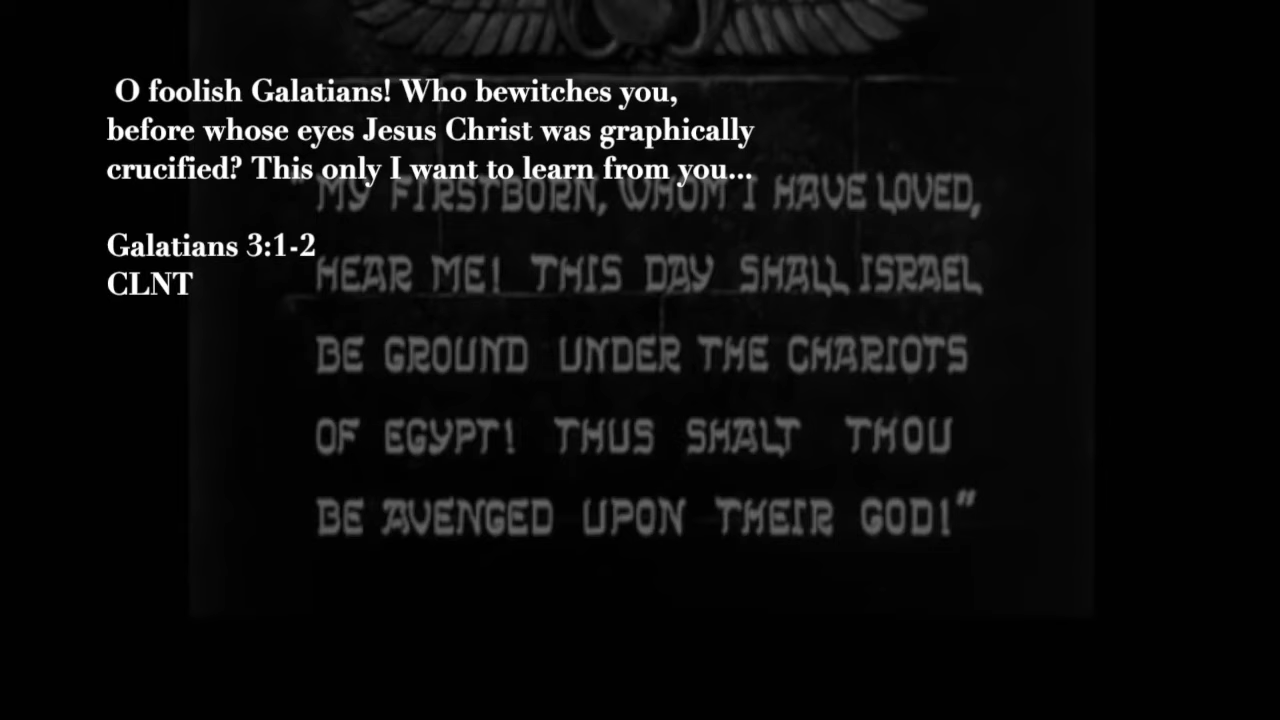 O foolish Galatians! Who bewitches you,
before whose eyes Jesus Christ was graphically
crucified? This only I want to learn from you...
Galatians 3:1-2
CLNT
"MY FIRSTBORN, WHOM I HAVE LOVED,
HEAR ME! THIS DAY SHALL ISRAEL
BE GROUND UNDER THE CHARIOTS
OF EGYPT! THUS SHALT THOU
BE AVENGED UPON THEIR GOD!"